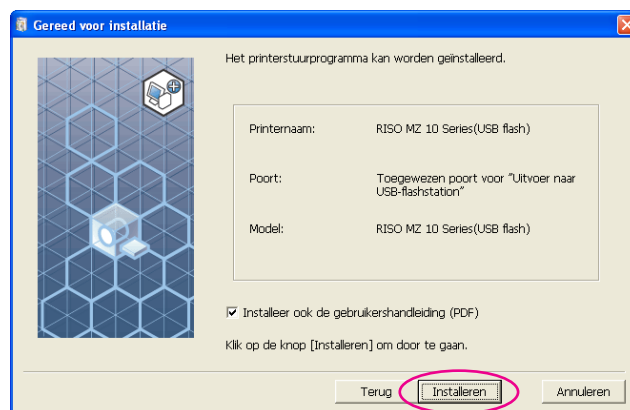 Gereed voor installatie
Het printerstuurprogramma kan worden geïnstalleerd.
Printernaam: RISO MZ 10 Series(USB flash)
Poort: Toegewezen poort voor "Uitvoer naar
USB-flashstation"
Model: RISO MZ 10 Series(USB flash)
Installeer ook de gebruikershandleiding (PDF)
Klik op de knop [Installeren] om door te gaan.
Terug Installeren Annuleren